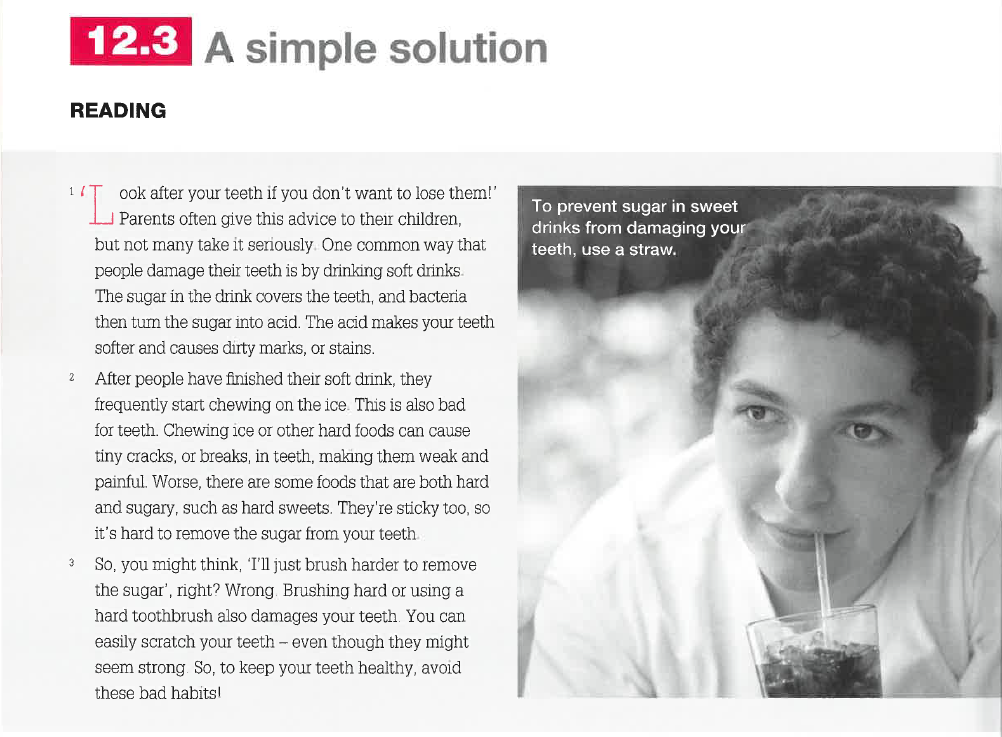 12.3 A simple solution
READING
1 'Look after your teeth if you don't want to lose them!'
Parents often give this advice to their children,
but not many take it seriously. One common way that
people damage their teeth is by drinking soft drinks.
The sugar in the drink covers the teeth, and bacteria
then turn the sugar into acid. The acid makes your teeth
softer and causes dirty marks, or stains.
2 After people have finished their soft drink, they
frequently start chewing on the ice. This is also bad
for teeth. Chewing ice or other hard foods can cause
tiny cracks, or breaks, in teeth, making them weak and
painful. Worse, there are some foods that are both hard
and sugary, such as hard sweets. They're sticky too, so
it's hard to remove the sugar from your teeth.
3 So, you might think, 'I'll just brush harder to remove
the sugar', right? Wrong. Brushing hard or using a
hard toothbrush also damages your teeth. You can
easily scratch your teeth – even though they might
seem strong. So, to keep your teeth healthy, avoid
these bad habits!
To prevent sugar in sweet
drinks from damaging your
teeth, use a straw.